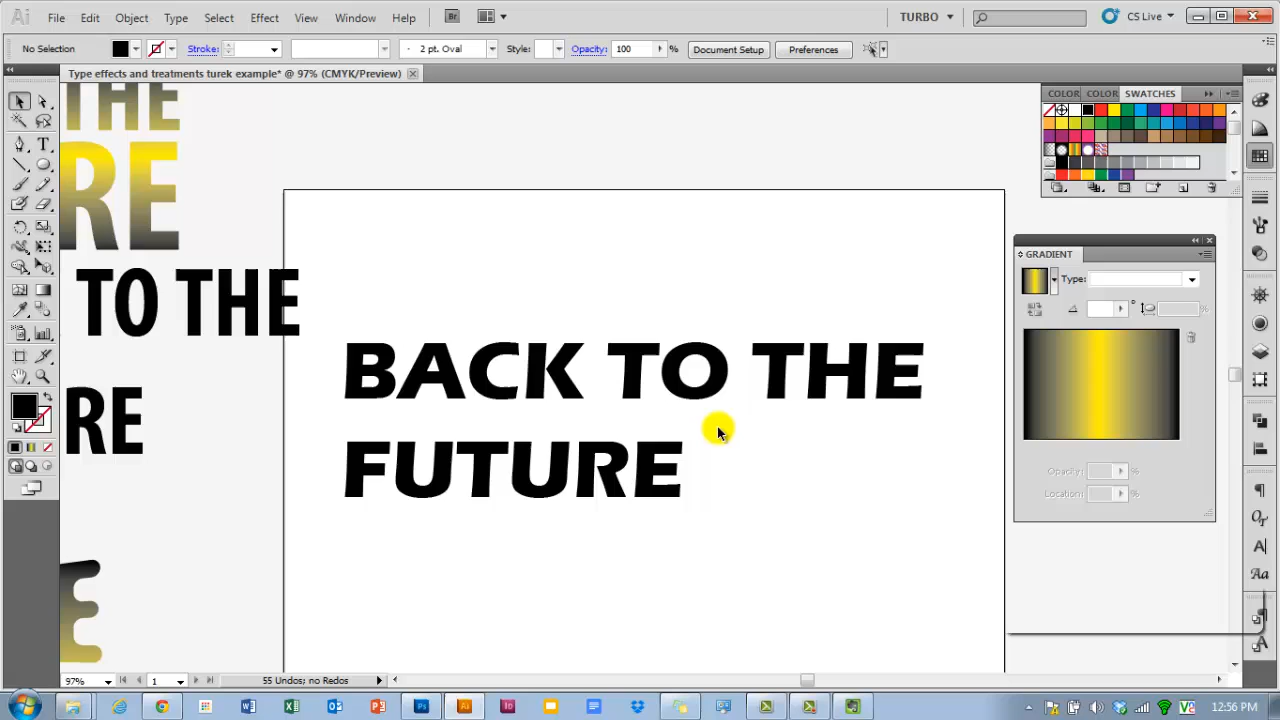 Ai File Edit Object Type Select Effect View Window Help Br TURBO CS Live
No Selection Stroke: 2 pt. Oval Style: Opacity: 100 % Document Setup Preferences
Type effects and treatments turek example* @ 97% (CMYK/Preview)
COLOR COLOR SWATCHES
THE
RE
TO THE
RE
E
BACK TO THE
FUTURE
GRADIENT
Type:
°
%
Opacity: %
Location: %
97% 1 55 Undos; no Redos
12:56 PM